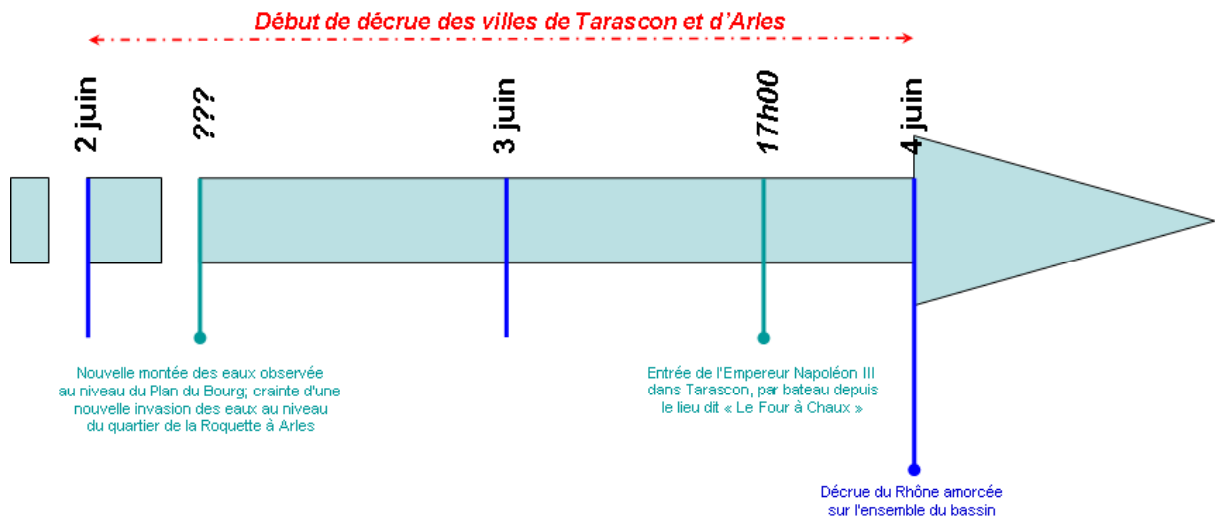 Début de décrue des villes de Tarascon et d'Arles
2 juin
???
3 juin
17h00
4 juin
Nouvelle montée des eaux observée
au niveau du Plan du Bourg; crainte d'une
nouvelle invasion des eaux au niveau
du quartier de la Roquette à Arles
Entrée de l'Empereur Napoléon III
dans Tarascon, par bateau depuis
le lieu dit « Le Four à Chaux »
Décrue du Rhône amorcée
sur l'ensemble du bassin